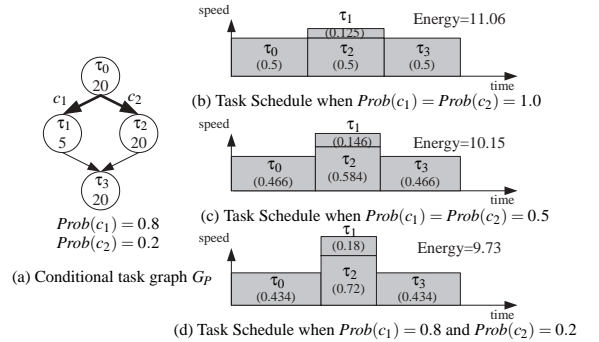 τ0
20
c1
c2
τ1
5
τ2
20
τ3
20
Prob(c1) = 0.8
Prob(c2) = 0.2
(a) Conditional task graph GP
speed
τ1
(0.125)
Energy=11.06
τ0
(0.5)
τ2
(0.5)
τ3
(0.5)
time
(b) Task Schedule when Prob(c1) = Prob(c2) = 1.0
speed
τ1
(0.146)
Energy=10.15
τ0
(0.466)
τ2
(0.584)
τ3
(0.466)
time
(c) Task Schedule when Prob(c1) = Prob(c2) = 0.5
speed
τ1
(0.18)
Energy=9.73
τ0
(0.434)
τ2
(0.72)
τ3
(0.434)
time
(d) Task Schedule when Prob(c1) = 0.8 and Prob(c2) = 0.2